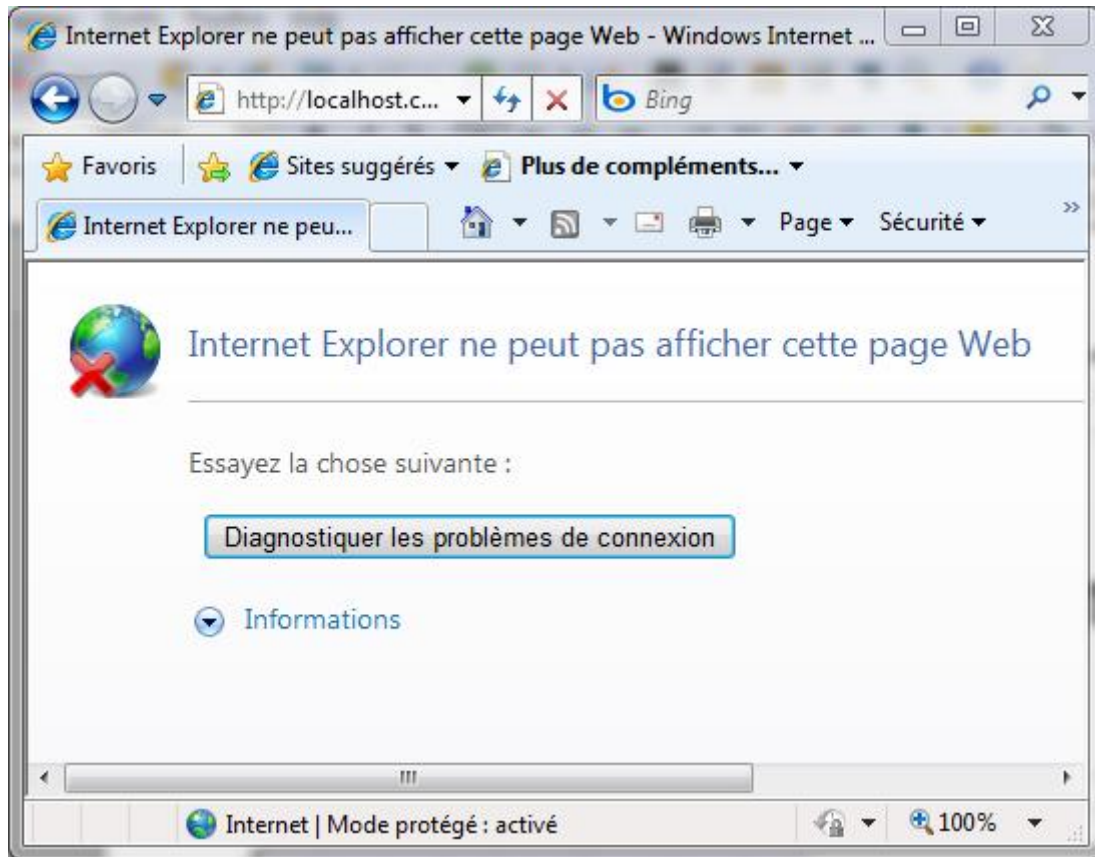 Internet Explorer ne peut pas afficher cette page Web - Windows Internet ...
http://localhost.c...
Bing
Favoris
Sites suggérés
Plus de compléments...
Internet Explorer ne peu...
Page
Sécurité
»
Internet Explorer ne peut pas afficher cette page Web
Essayez la chose suivante :
Diagnostiquer les problèmes de connexion
Informations
Internet | Mode protégé : activé
100%